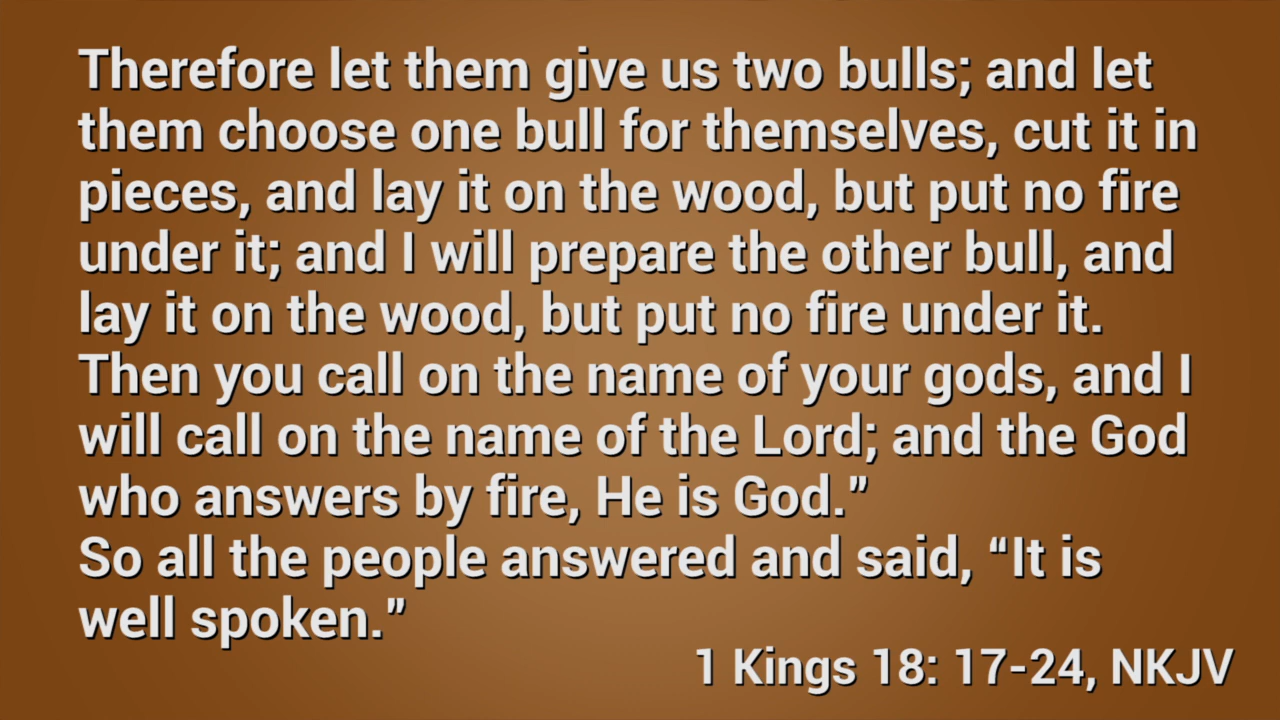 Therefore let them give us two bulls; and let
them choose one bull for themselves, cut it in
pieces, and lay it on the wood, but put no fire
under it; and I will prepare the other bull, and
lay it on the wood, but put no fire under it.
Then you call on the name of your gods, and I
will call on the name of the Lord; and the God
who answers by fire, He is God.”
So all the people answered and said, “It is
well spoken.”
1 Kings 18: 17-24, NKJV